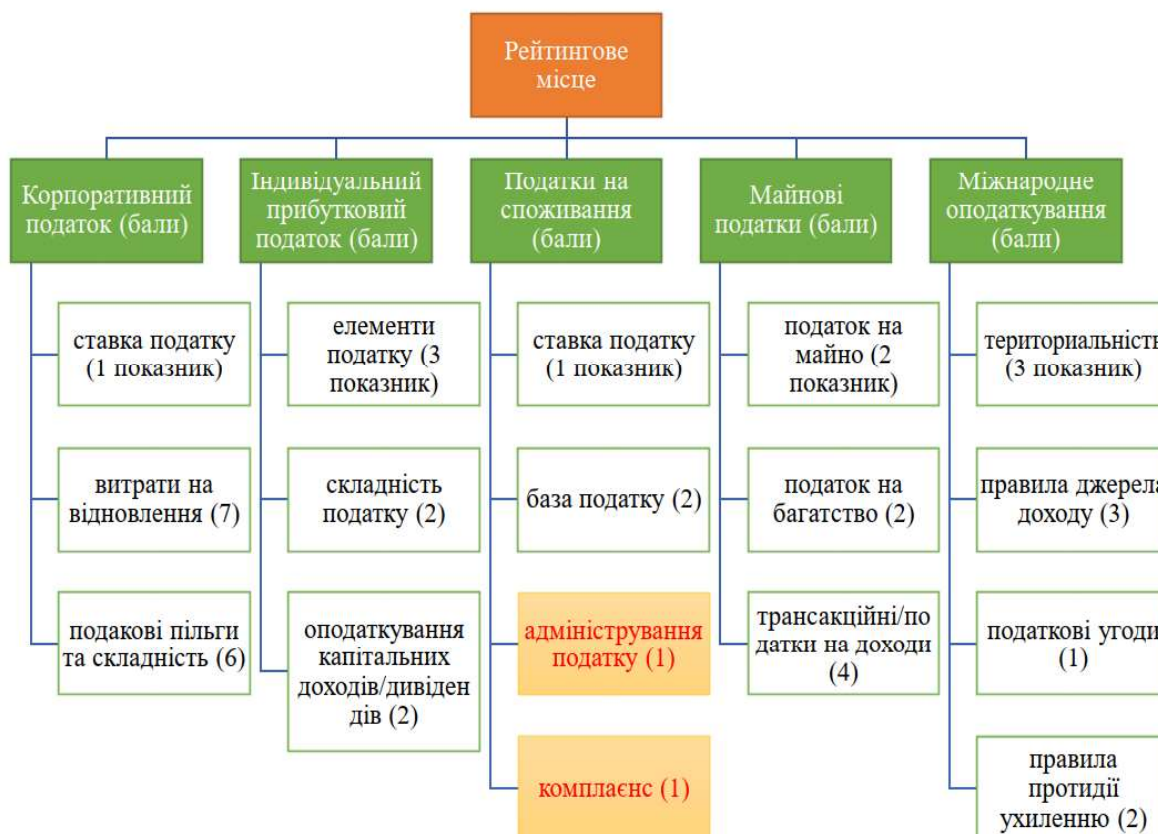 Рейтингове
місце
Корпоративний
податок (бали)
Індивідуальний
прибутковий
податок (бали)
Податки на
споживання
(бали)
Майнові
податки (бали)
Міжнародне
оподаткування
(бали)
ставка податку
(1 показник)
витрати на
відновлення (7)
подакові пільги
та складність (6)
елементи
податку (3
показник)
складність
податку (2)
оподаткування
капітальних
доходів/дивіден
дів (2)
ставка податку
(1 показник)
база податку (2)
адміністрування
податку (1)
комплаєнс (1)
податок на
майно (2
показник)
податок на
багатство (2)
трансакційні/по
датки на доходи
(4)
териториальність
(3 показник)
правила джерела
доходу (3)
податкові угоди
(1)
правила
протидії
ухиленню (2)